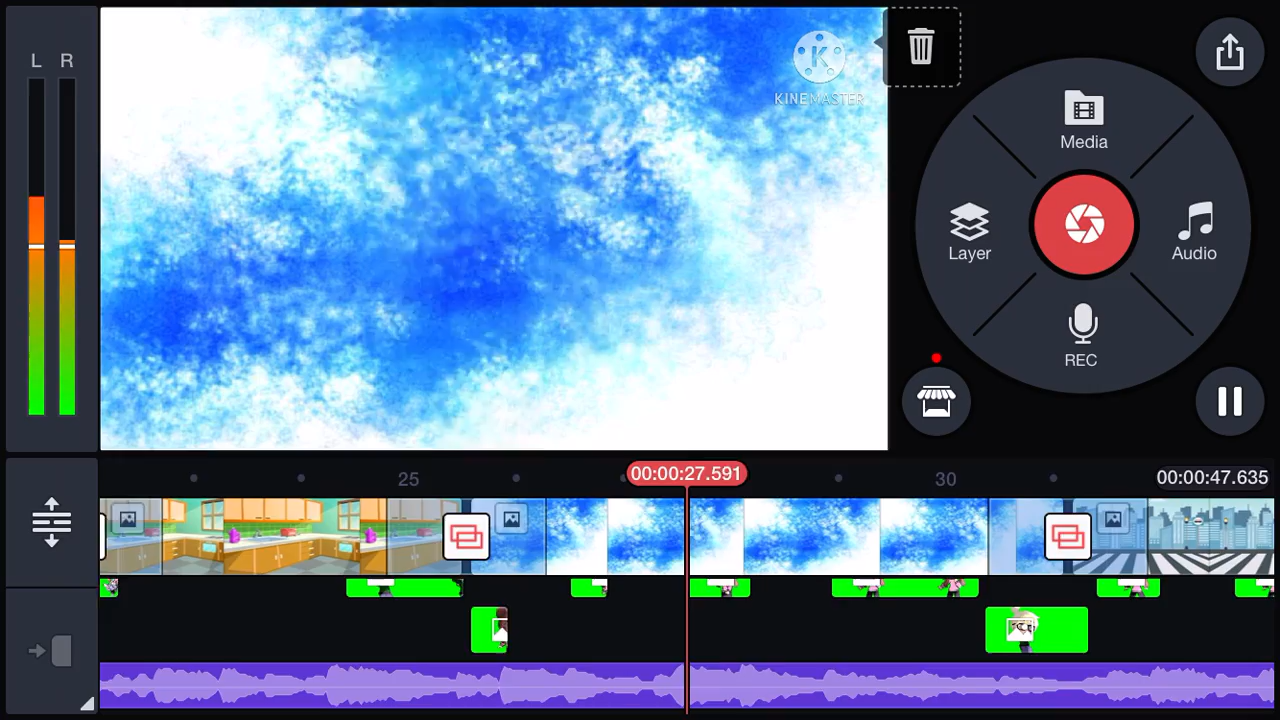 L R
K
KINEMASTER
Media
Layer
Audio
REC
25
00:00:27.591
30
00:00:47.635